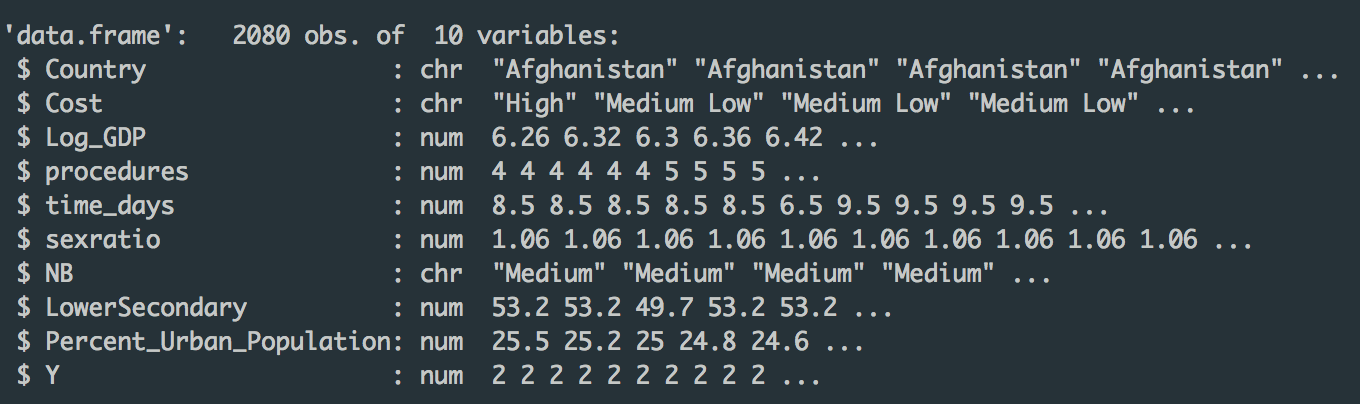 'data.frame':   2080 obs. of  10 variables:
 $ Country                 : chr  "Afghanistan" "Afghanistan" "Afghanistan" "Afghanistan" ...
 $ Cost                    : chr  "High" "Medium Low" "Medium Low" "Medium Low" ...
 $ Log_GDP                 : num  6.26 6.32 6.3 6.36 6.42 ...
 $ procedures              : num  4 4 4 4 4 4 5 5 5 5 ...
 $ time_days               : num  8.5 8.5 8.5 8.5 8.5 6.5 9.5 9.5 9.5 9.5 ...
 $ sexratio                : num  1.06 1.06 1.06 1.06 1.06 1.06 1.06 1.06 1.06 1.06 ...
 $ NB                      : chr  "Medium" "Medium" "Medium" "Medium" ...
 $ LowerSecondary          : num  53.2 53.2 49.7 53.2 53.2 ...
 $ Percent_Urban_Population: num  25.5 25.2 25 24.8 24.6 ...
 $ Y                       : num  2 2 2 2 2 2 2 2 2 2 ...